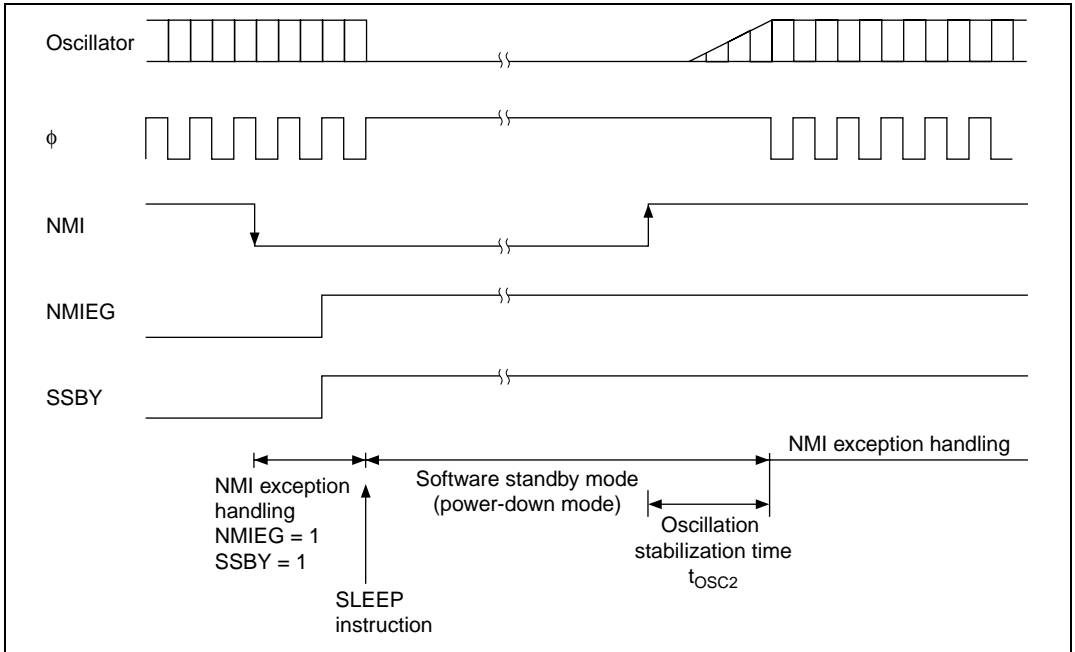 Oscillator
ϕ
NMI
NMIEG
SSBY
NMI exception handling
NMI exception
handling
NMIEG = 1
SSBY = 1
Software standby mode
(power-down mode)
Oscillation
stabilization time
tOSC2
SLEEP
instruction